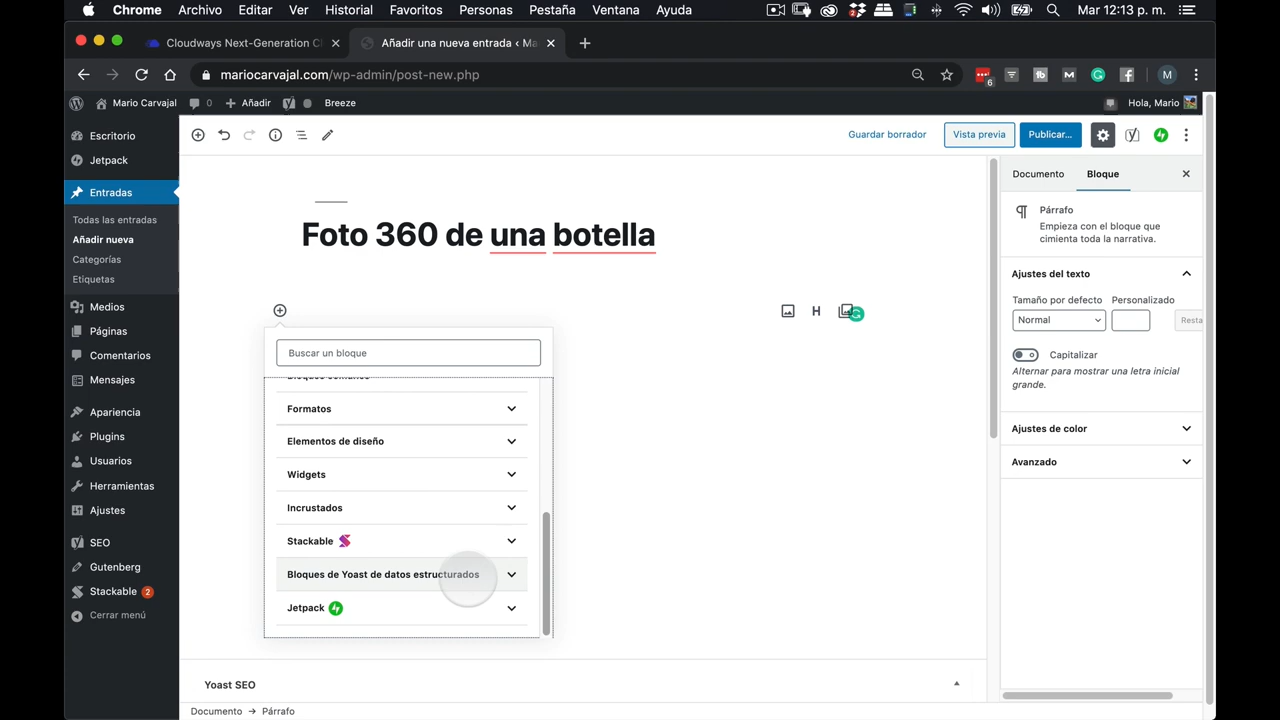 Chrome Archivo Editar Ver Historial Favoritos Personas Pestaña Ventana Ayuda Mar 12:13 p. m.
Cloudways Next-Generation C
Añadir una nueva entrada ‹ Ma
mariocarvajal.com/wp-admin/post-new.php
6
M
Mario Carvajal 0 Añadir Breeze Hola, Mario
Escritorio
Jetpack
Entradas
Todas las entradas
Añadir nueva
Categorías
Etiquetas
Medios
Páginas
Comentarios
Mensajes
Apariencia
Plugins
Usuarios
Herramientas
Ajustes
SEO
Gutenberg
Stackable 2
Cerrar menú
Guardar borrador Vista previa Publicar...
Foto 360 de una botella
H
Buscar un bloque
Formatos
Elementos de diseño
Widgets
Incrustados
Stackable
Bloques de Yoast de datos estructurados
Jetpack
Yoast SEO
Documento → Párrafo
Documento Bloque
Párrafo
Empieza con el bloque que
cimienta toda la narrativa.
Ajustes del texto
Tamaño por defecto Personalizado
Normal Resta
Capitalizar
Alternar para mostrar una letra inicial
grande.
Ajustes de color
Avanzado